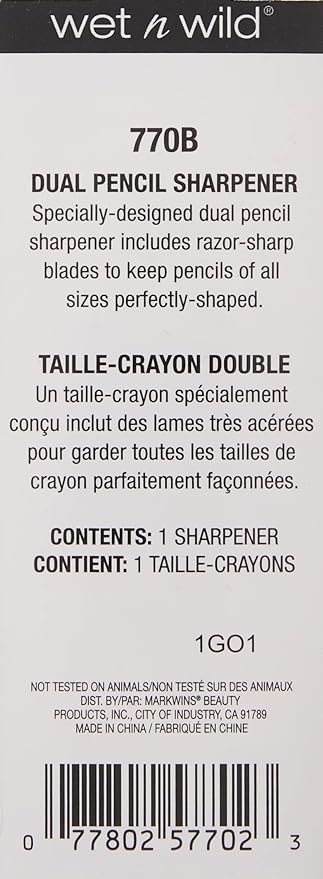 wet n wild®
770B
DUAL PENCIL SHARPENER
Specially-designed dual pencil
sharpener includes razor-sharp
blades to keep pencils of all
sizes perfectly-shaped.
TAILLE-CRAYON DOUBLE
Un taille-crayon spécialement
conçu inclut des lames très acérées
pour garder toutes les tailles de
crayon parfaitement façonnées.
CONTENTS: 1 SHARPENER
CONTIENT: 1 TAILLE-CRAYONS
1GO1
NOT TESTED ON ANIMALS/NON TESTÉ SUR DES ANIMAUX
DIST. BY/PAR: MARKWINS® BEAUTY
PRODUCTS, INC., CITY OF INDUSTRY, CA 91789
MADE IN CHINA / FABRIQUÉ EN CHINE
0 77802 57702 3